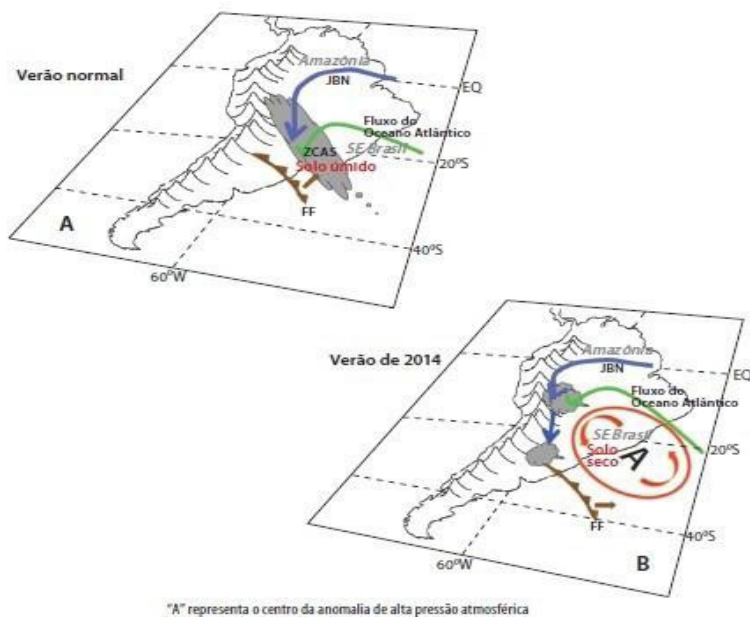 Verão normal
Amazônia
JBN
EQ
Fluxo do
Oceano Atlântico
ZCAS
SE Brasil
Solo úmido
20ºS
FF
A
40ºS
60ºW
Verão de 2014
Amazônia
JBN
EQ
Fluxo do
Oceano Atlântico
SE Brasil
Solo
seco
A
20ºS
FF
40ºS
B
60ºW
"A" representa o centro da anomalia de alta pressão atmosférica